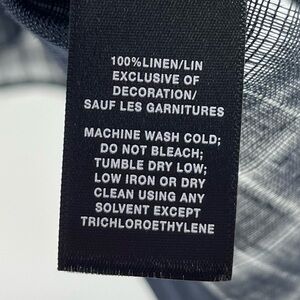 100%LINEN/LIN
EXCLUSIVE OF
DECORATION/
SAUF LES GARNITURES
MACHINE WASH COLD;
DO NOT BLEACH;
TUMBLE DRY LOW;
LOW IRON OR DRY
CLEAN USING ANY
SOLVENT EXCEPT
TRICHLOROETHYLENE